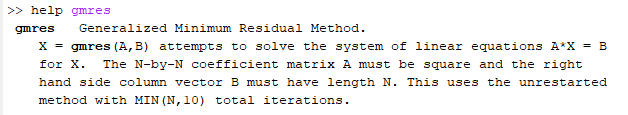 >> help gmres
gmres   Generalized Minimum Residual Method.
X = gmres(A,B) attempts to solve the system of linear equations A*X = B
for X.  The N-by-N coefficient matrix A must be square and the right
hand side column vector B must have length N. This uses the unrestarted
method with MIN(N,10) total iterations.